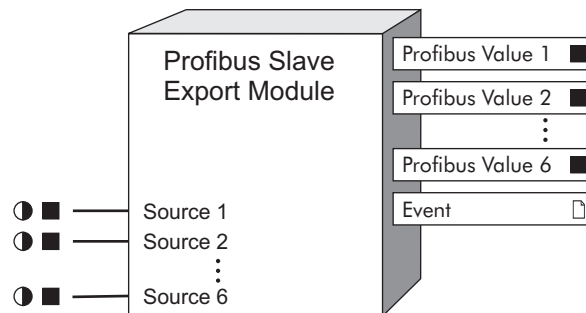 Profibus Slave
Export Module
Profibus Value 1
Profibus Value 2
Profibus Value 6
Event
Source 1
Source 2
Source 6